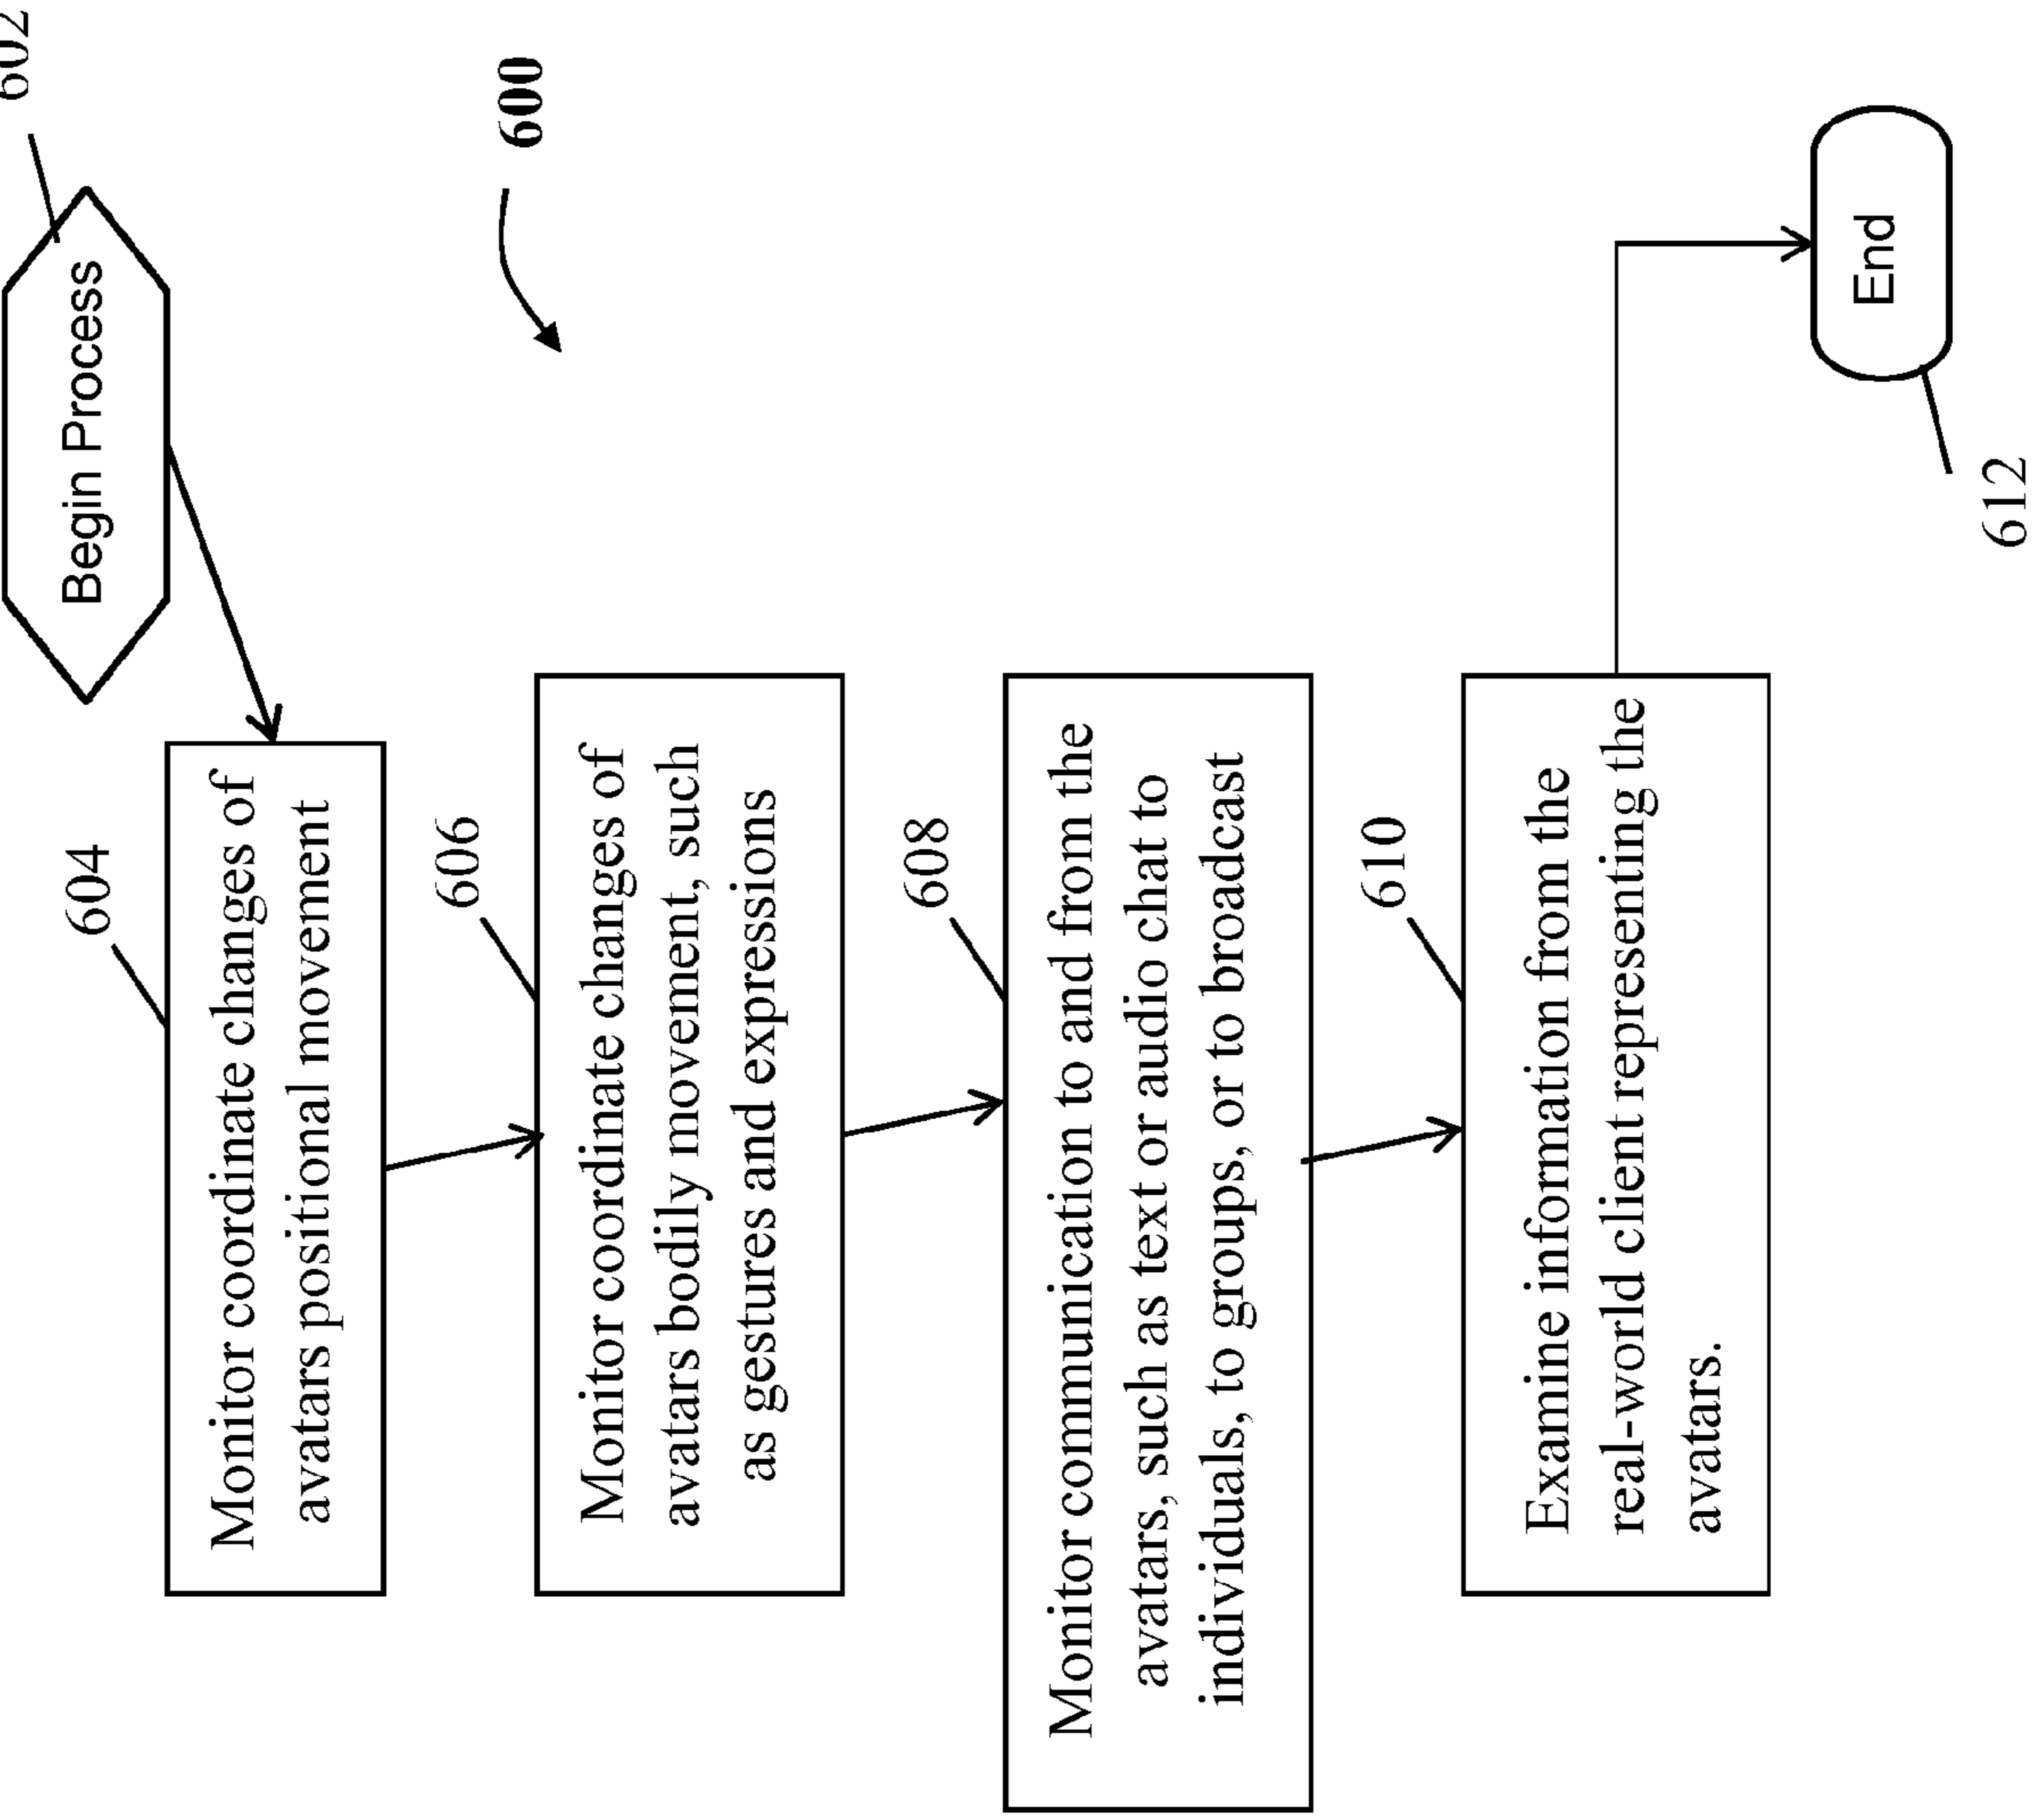 602
Begin Process
600
604
Monitor coordinate changes of
avatars positional movement
606
Monitor coordinate changes of
avatars bodily movement, such
as gestures and expressions
608
Monitor communication to and from the
avatars, such as text or audio chat to
individuals, to groups, or to broadcast
610
Examine information from the
real-world client representing the
avatars.
End
612